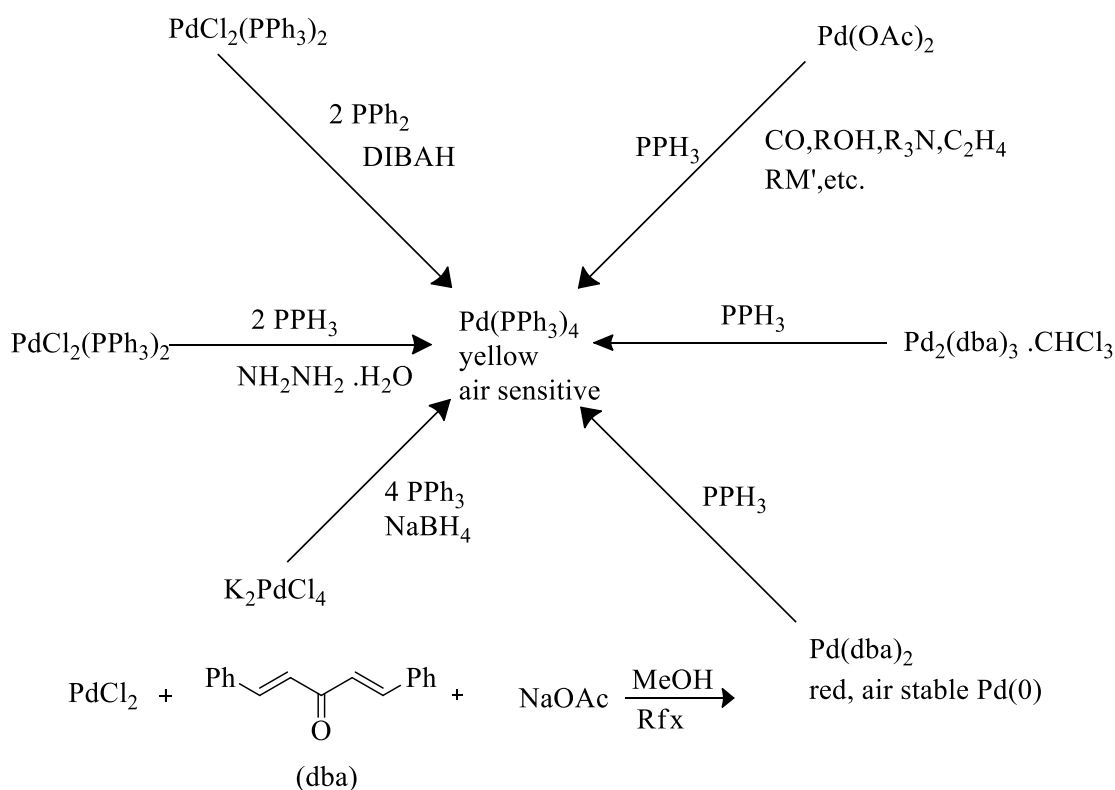 PdCl₂(PPh₃)₂
Pd(OAc)₂
2 PPh₂
DIBAH
PPH₃
CO,ROH,R₃N,C₂H₄
RM',etc.
PdCl₂(PPh₃)₂
2 PPH₃
NH₂NH₂ .H₂O
Pd(PPh₃)₄
yellow
air sensitive
PPH₃
Pd₂(dba)₃ .CHCl₃
4 PPh₃
NaBH₄
K₂PdCl₄
PPH₃
Pd(dba)₂
red, air stable Pd(0)
PdCl₂ + Ph Ph + NaOAc MeOH
O Rfx
(dba)